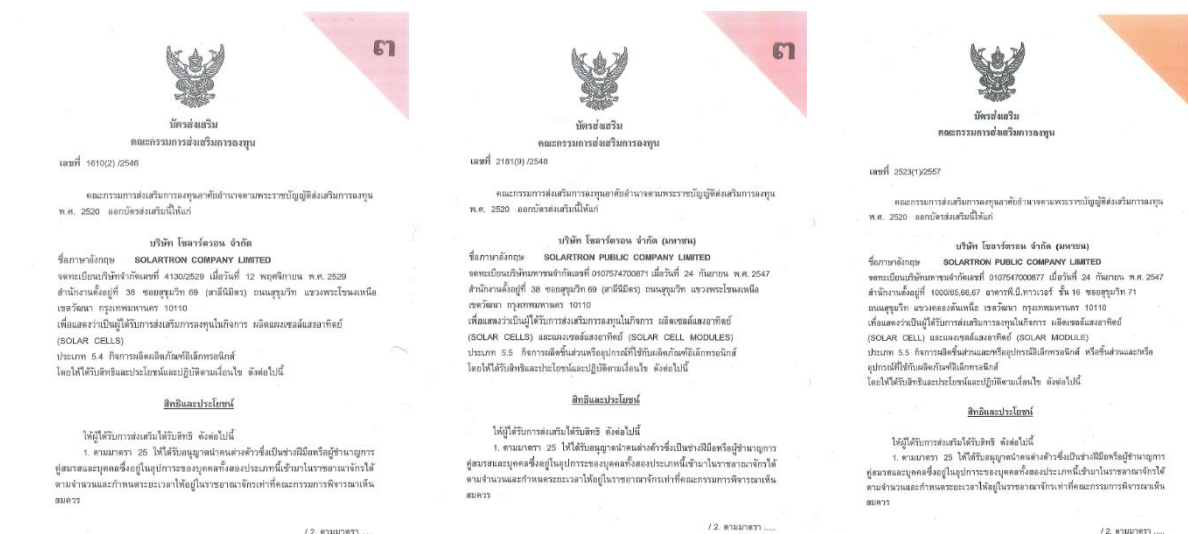 ๓
บัตรส่งเสริม
คณะกรรมการส่งเสริมการลงทุน
เลขที่ 1610(2) /2546
คณะกรรมการส่งเสริมการลงทุนอาศัยอำนาจตามพระราชบัญญัติส่งเสริมการลงทุน
พ.ศ. 2520 ออกบัตรส่งเสริมนี้ให้แก่
บริษัท โซลาร์ตรอน จำกัด
ชื่อภาษาอังกฤษ SOLARTRON COMPANY LIMITED
จดทะเบียนบริษัทจำกัดเลขที่ 4130/2529 เมื่อวันที่ 12 พฤศจิกายน พ.ศ. 2529
สำนักงานตั้งอยู่ที่ 38 ซอยสุขุมวิท 69 (สาลีนิมิตร) ถนนสุขุมวิท แขวงพระโขนงเหนือ
เขตวัฒนา กรุงเทพมหานคร 10110
เพื่อแสดงว่าเป็นผู้ได้รับการส่งเสริมการลงทุนในกิจการ ผลิตแผงเซลล์แสงอาทิตย์
(SOLAR CELLS)
ประเภท 5.4 กิจการผลิตผลิตภัณฑ์อิเล็กทรอนิกส์
โดยให้ได้รับสิทธิและประโยชน์และปฏิบัติตามเงื่อนไข ดังต่อไปนี้
สิทธิและประโยชน์
ให้ผู้ได้รับการส่งเสริมได้รับสิทธิ ดังต่อไปนี้
1. ตามมาตรา 25 ให้ได้รับอนุญาตนำคนต่างด้าวซึ่งเป็นช่างฝีมือหรือผู้ชำนาญการ
คู่สมรสและบุคคลซึ่งอยู่ในอุปการะของบุคคลทั้งสองประเภทนี้เข้ามาในราชอาณาจักรได้
ตามจำนวนและกำหนดระยะเวลาให้อยู่ในราชอาณาจักรเท่าที่คณะกรรมการพิจารณาเห็น
สมควร
/ 2. ตามมาตรา .....
๓
บัตรส่งเสริม
คณะกรรมการส่งเสริมการลงทุน
เลขที่ 2181(9) /2548
คณะกรรมการส่งเสริมการลงทุนอาศัยอำนาจตามพระราชบัญญัติส่งเสริมการลงทุน
พ.ศ. 2520 ออกบัตรส่งเสริมนี้ให้แก่
บริษัท โซลาร์ตรอน จำกัด (มหาชน)
ชื่อภาษาอังกฤษ SOLARTRON PUBLIC COMPANY LIMITED
จดทะเบียนบริษัทมหาชนจำกัดเลขที่ 0107574700871 เมื่อวันที่ 24 กันยายน พ.ศ. 2547
สำนักงานตั้งอยู่ที่ 38 ซอยสุขุมวิท 69 (สาลีนิมิตร) ถนนสุขุมวิท แขวงพระโขนงเหนือ
เขตวัฒนา กรุงเทพมหานคร 10110
เพื่อแสดงว่าเป็นผู้ได้รับการส่งเสริมการลงทุนในกิจการ ผลิตเซลล์แสงอาทิตย์
(SOLAR CELLS) และแผงเซลล์แสงอาทิตย์ (SOLAR CELL MODULES)
ประเภท 5.5 กิจการผลิตชิ้นส่วนหรืออุปกรณ์ที่ใช้กับผลิตภัณฑ์อิเล็กทรอนิกส์
โดยให้ได้รับสิทธิและประโยชน์และปฏิบัติตามเงื่อนไข ดังต่อไปนี้
สิทธิและประโยชน์
ให้ผู้ได้รับการส่งเสริมได้รับสิทธิ ดังต่อไปนี้
1. ตามมาตรา 25 ให้ได้รับอนุญาตนำคนต่างด้าวซึ่งเป็นช่างฝีมือหรือผู้ชำนาญการ
คู่สมรสและบุคคลซึ่งอยู่ในอุปการะของบุคคลทั้งสองประเภทนี้เข้ามาในราชอาณาจักรได้
ตามจำนวนและกำหนดระยะเวลาให้อยู่ในราชอาณาจักรเท่าที่คณะกรรมการพิจารณาเห็น
สมควร
/ 2. ตามมาตรา .....
บัตรส่งเสริม
คณะกรรมการส่งเสริมการลงทุน
เลขที่ 2523(1)/2557
คณะกรรมการส่งเสริมการลงทุนอาศัยอำนาจตามพระราชบัญญัติส่งเสริมการลงทุน
พ.ศ. 2520 ออกบัตรส่งเสริมนี้ให้แก่
บริษัท โซลาร์ตรอน จำกัด (มหาชน)
ชื่อภาษาอังกฤษ SOLARTRON PUBLIC COMPANY LIMITED
จดทะเบียนบริษัทมหาชนจำกัดเลขที่ 0107547000877 เมื่อวันที่ 24 กันยายน พ.ศ. 2547
สำนักงานตั้งอยู่ที่ 1000/65,66,67 อาคารพี.บี.ทาวเวอร์ ชั้น 16 ซอยสุขุมวิท 71
ถนนสุขุมวิท แขวงคลองตันเหนือ เขตวัฒนา กรุงเทพมหานคร 10110
เพื่อแสดงว่าเป็นผู้ได้รับการส่งเสริมการลงทุนในกิจการ ผลิตเซลล์แสงอาทิตย์
(SOLAR CELL) และแผงเซลล์แสงอาทิตย์ (SOLAR MODULE)
ประเภท 5.5 กิจการผลิตชิ้นส่วนและ/หรืออุปกรณ์อิเล็กทรอนิกส์ หรือชิ้นส่วนและ/หรือ
อุปกรณ์ที่ใช้กับผลิตภัณฑ์อิเล็กทรอนิกส์
โดยให้ได้รับสิทธิและประโยชน์และปฏิบัติตามเงื่อนไข ดังต่อไปนี้
สิทธิและประโยชน์
ให้ผู้ได้รับการส่งเสริมได้รับสิทธิ ดังต่อไปนี้
1. ตามมาตรา 25 ให้ได้รับอนุญาตนำคนต่างด้าวซึ่งเป็นช่างฝีมือหรือผู้ชำนาญการ
คู่สมรสและบุคคลซึ่งอยู่ในอุปการะของบุคคลทั้งสองประเภทนี้เข้ามาในราชอาณาจักรได้
ตามจำนวนและกำหนดระยะเวลาให้อยู่ในราชอาณาจักรเท่าที่คณะกรรมการพิจารณาเห็น
สมควร
/ 2. ตามมาตรา .....